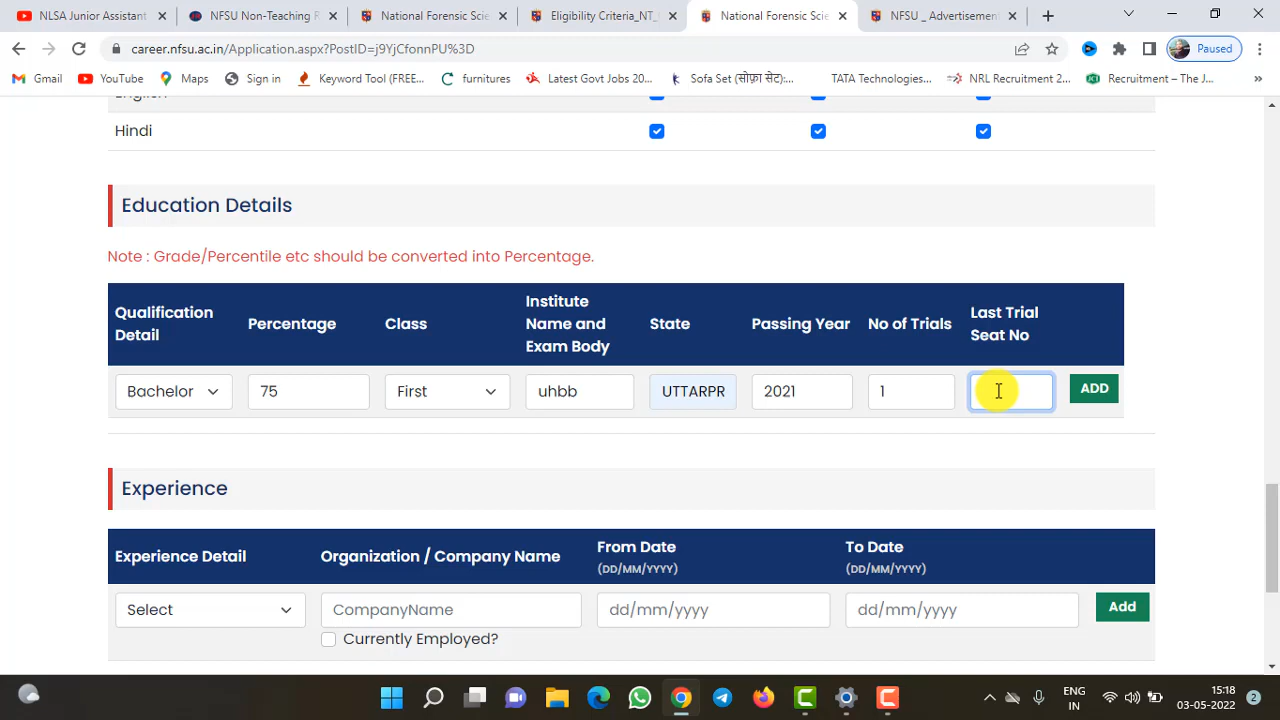 NLSA Junior Assistant
NFSU Non-Teaching R
National Forensic Scie
Eligibility Criteria_NT_
National Forensic Scie
NFSU _ Advertisement
career.nfsu.ac.in/Application.aspx?PostID=j9YjCfonnPU%3D
Paused
Gmail
YouTube
Maps
Sign in
Keyword Tool (FREE...
furnitures
Latest Govt Jobs 20...
Sofa Set (सोफ़ा सेट):...
TATA Technologies...
NRL Recruitment 2...
Recruitment – The J...
»
English
Hindi
Education Details
Note : Grade/Percentile etc should be converted into Percentage.
Qualification Detail
Percentage
Class
Institute Name and Exam Body
State
Passing Year
No of Trials
Last Trial Seat No
Bachelor
75
First
uhbb
UTTARPR
2021
1
ADD
Experience
Experience Detail
Organization / Company Name
From Date
(DD/MM/YYYY)
To Date
(DD/MM/YYYY)
Select
CompanyName
dd/mm/yyyy
dd/mm/yyyy
Add
Currently Employed?
ENG
IN
15:18
03-05-2022
2